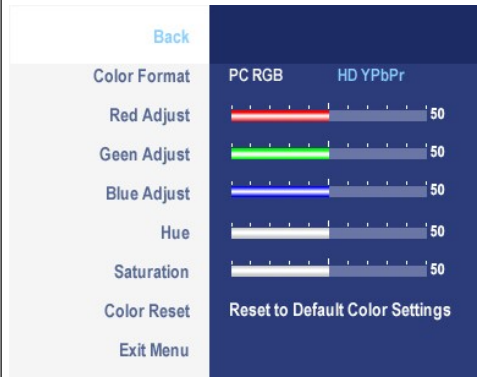 Back
Color Format PC RGB HD YPbPr
Red Adjust 50
Geen Adjust 50
Blue Adjust 50
Hue 50
Saturation 50
Color Reset Reset to Default Color Settings
Exit Menu